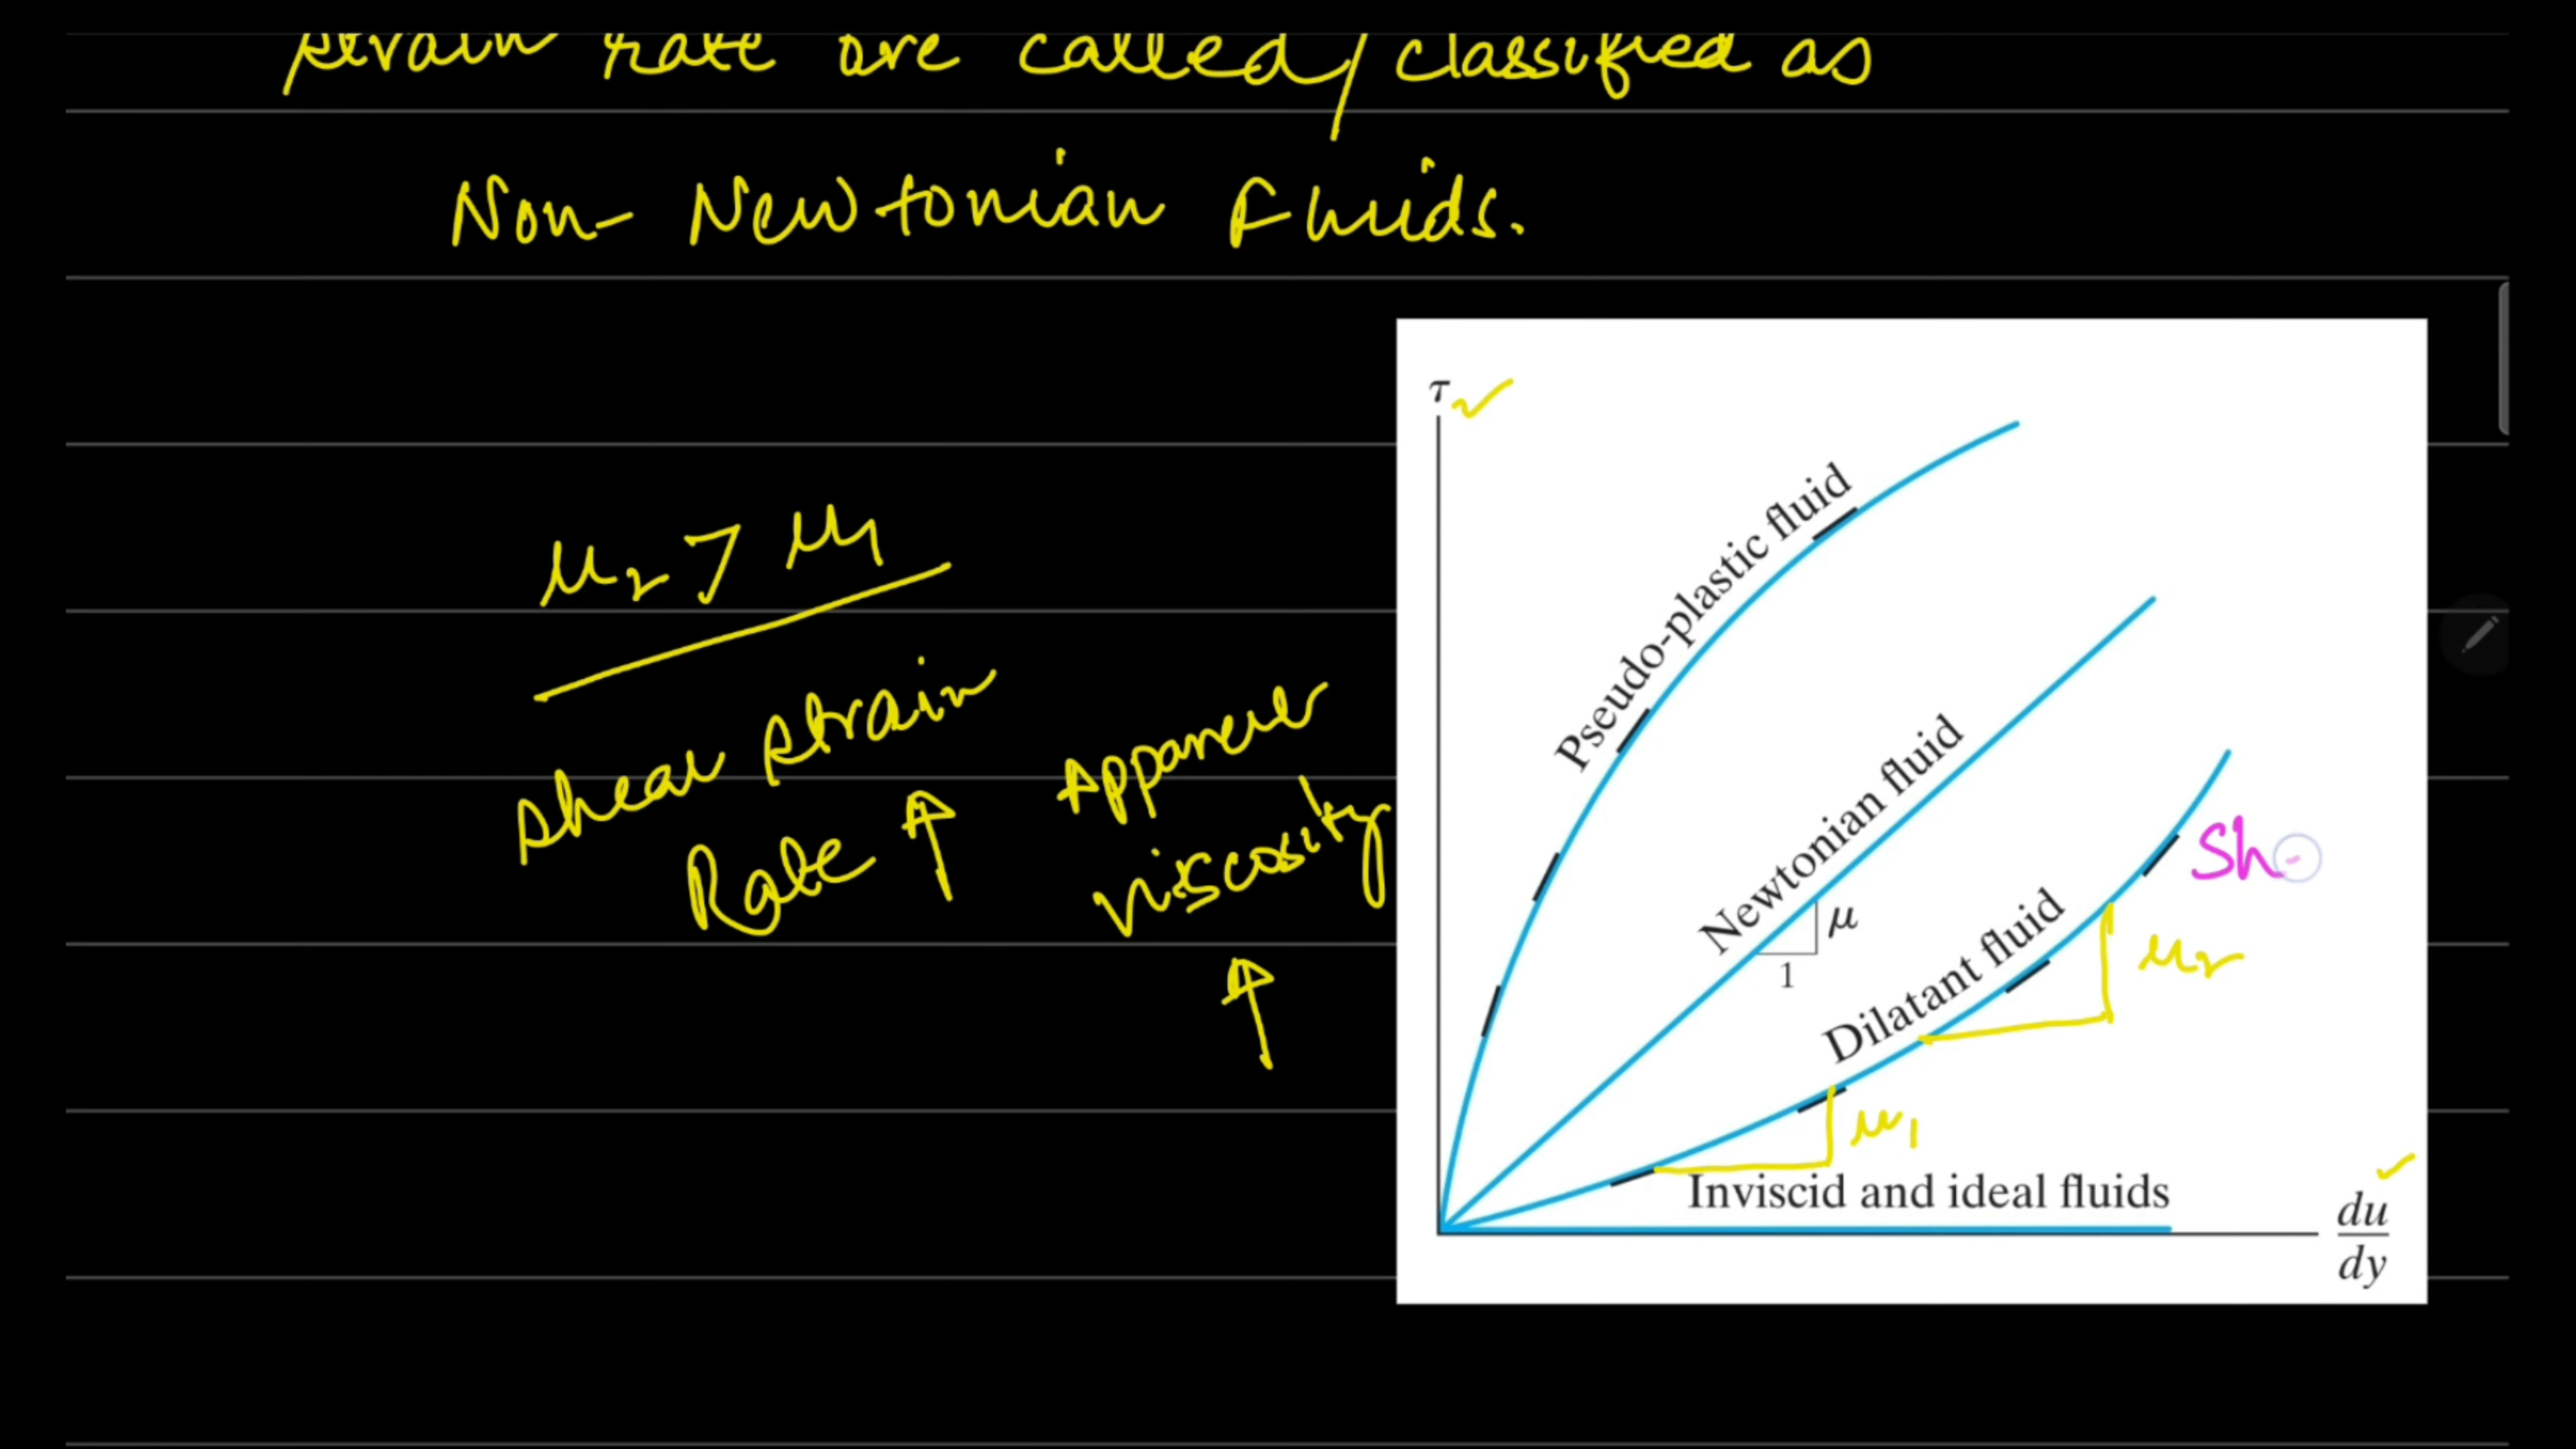 strain rate are called/classified as
Non-Newtonian Fluids.
μ₂ > μ₁
shear strain
Rate ↑
Apparent
viscosity
↑
τ ✓
Pseudo-plastic fluid
Newtonian fluid
μ
1
Dilatant fluid
Sh
μ₂
μ₁
Inviscid and ideal fluids
✓
du
dy